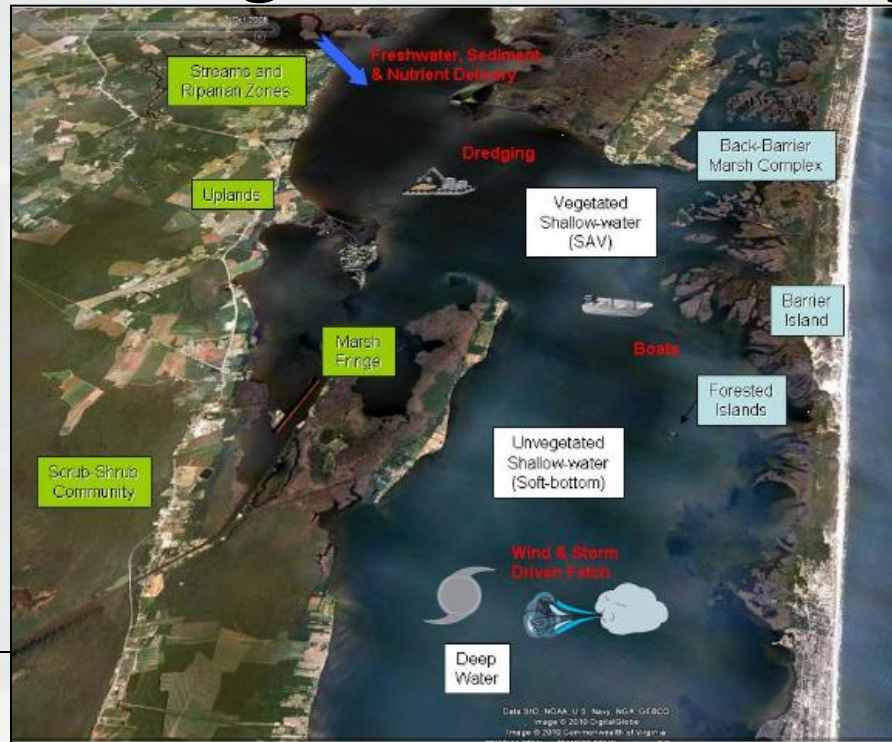 Oct 2008
Freshwater, Sediment
& Nutrient Delivery
Streams and
Riparian Zones
Dredging
Back-Barrier
Marsh Complex
Uplands
Vegetated
Shallow-water
(SAV)
Barrier
Island
Marsh
Fringe
Boats
Forested
Islands
Unvegetated
Shallow-water
(Soft-bottom)
Scrub-Shrub
Community
Wind & Storm
Driven Fetch
Deep
Water
Data SIO, NOAA, U.S. Navy, NGA, GEBCO
Image © 2010 DigitalGlobe
Image © 2010 Commonwealth of Virginia